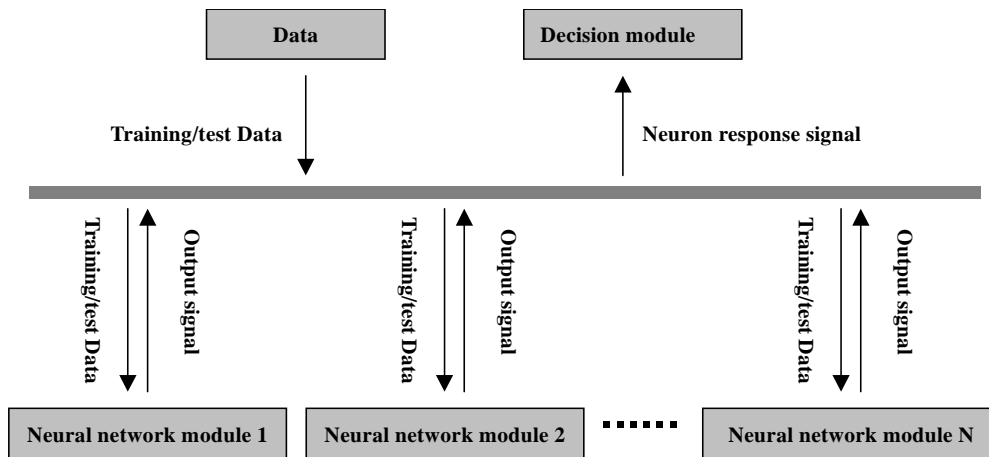 Data
Decision module
Training/test Data
Neuron response signal
Training/test Data
Output signal
Training/test Data
Output signal
Training/test Data
Output signal
Neural network module 1
Neural network module 2
Neural network module N